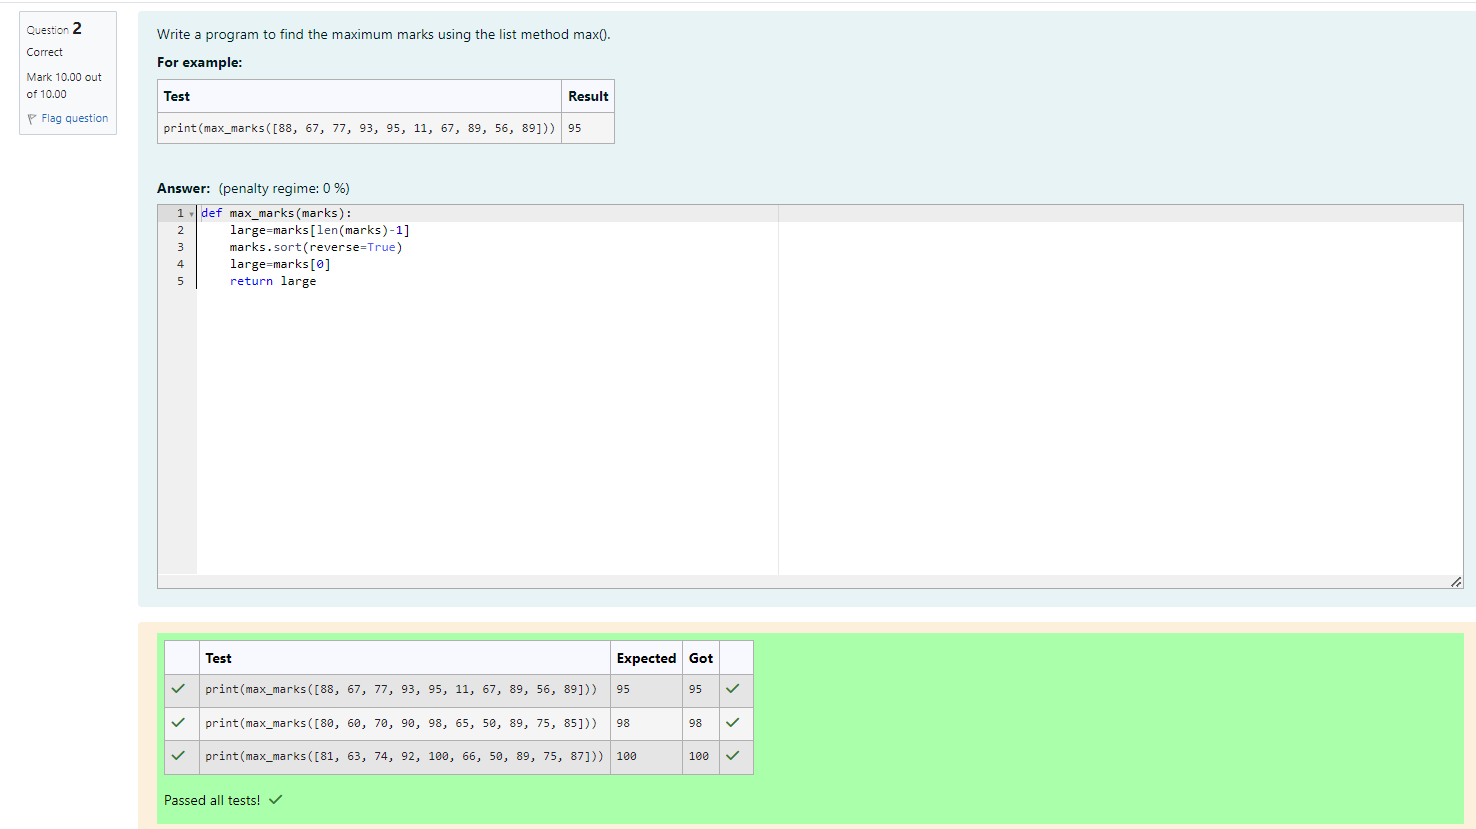 Question 2
Correct
Mark 10.00 out
of 10.00
Flag question
Write a program to find the maximum marks using the list method max().
For example:
Test Result
print(max_marks([88, 67, 77, 93, 95, 11, 67, 89, 56, 89])) 95
Answer: (penalty regime: 0 %)
1 def max_marks(marks):
2 large=marks[len(marks)-1]
3 marks.sort(reverse=True)
4 large=marks[0]
5 return large
Test Expected Got
print(max_marks([88, 67, 77, 93, 95, 11, 67, 89, 56, 89])) 95 95
print(max_marks([80, 60, 70, 90, 98, 65, 50, 89, 75, 85])) 98 98
print(max_marks([81, 63, 74, 92, 100, 66, 50, 89, 75, 87])) 100 100
Passed all tests!